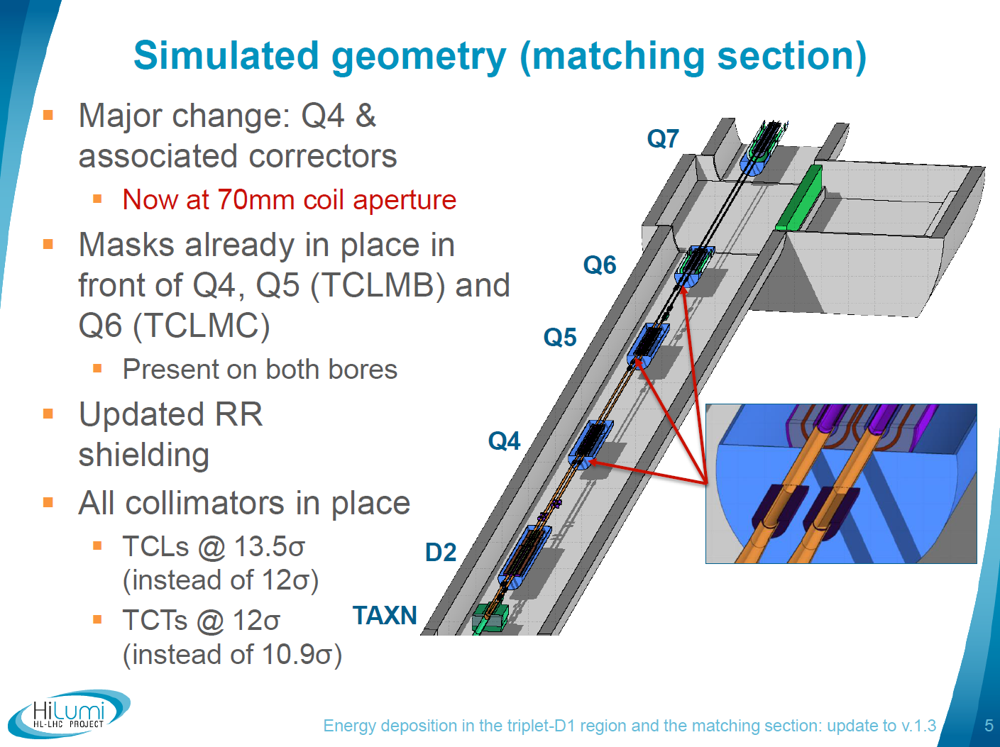 Simulated geometry (matching section)
Major change: Q4 &
associated correctors
Now at 70mm coil aperture
Masks already in place in
front of Q4, Q5 (TCLMB) and
Q6 (TCLMC)
Present on both bores
Updated RR
shielding
All collimators in place
TCLs @ 13.5σ
(instead of 12σ)
TCTs @ 12σ
(instead of 10.9σ)
Q7
Q6
Q5
Q4
D2
TAXN
HiLumi
HL-LHC PROJECT
Energy deposition in the triplet-D1 region and the matching section: update to v.1.3
5